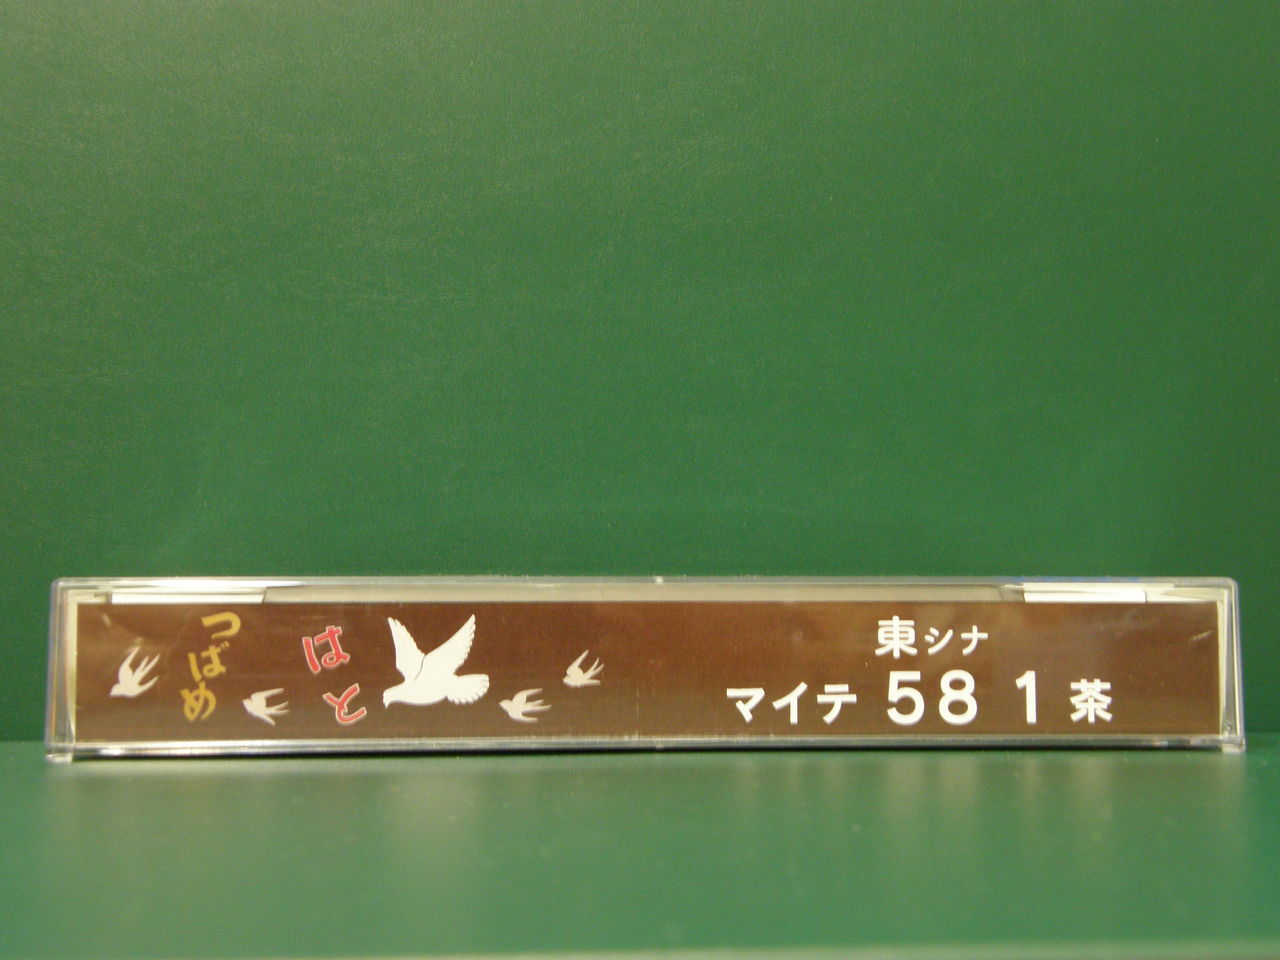 つばめ
はと
東シナ
マイテ 58 1 茶